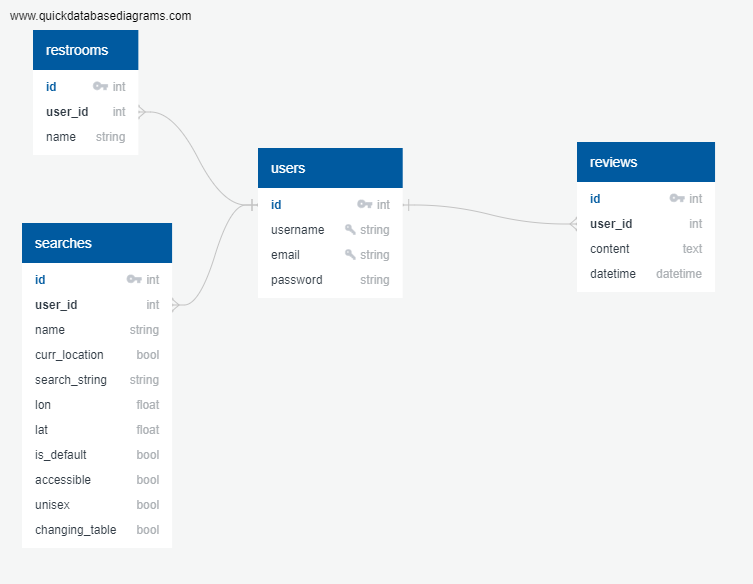 www.quickdatabasediagrams.com
restrooms
id int
user_id int
name string
users
id int
username string
email string
password string
reviews
id int
user_id int
content text
datetime datetime
searches
id int
user_id int
name string
curr_location bool
search_string string
lon float
lat float
is_default bool
accessible bool
unisex bool
changing_table bool